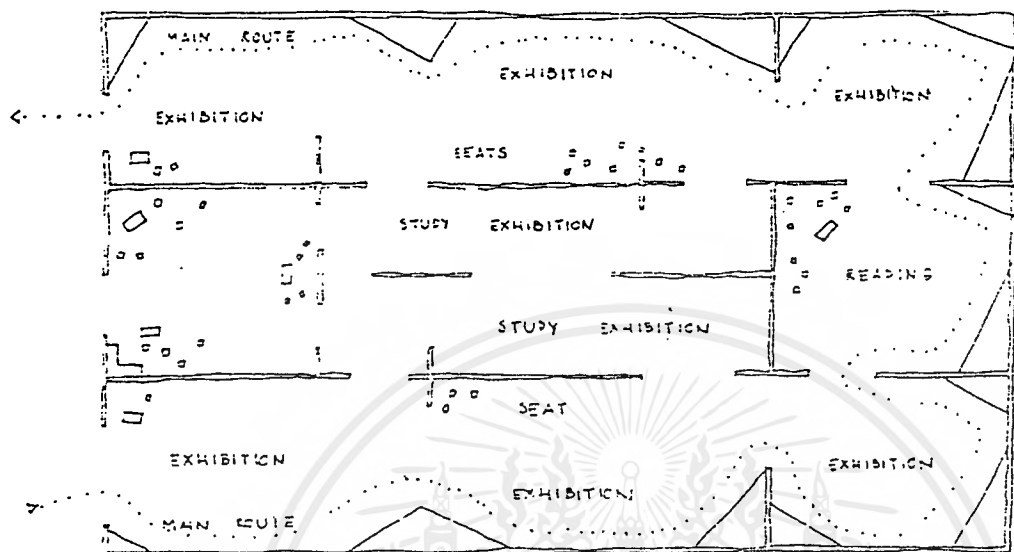 MAIN ROUTE
EXHIBITION
EXHIBITION
EXHIBITION
SEATS
STUDY EXHIBITION
READING
STUDY EXHIBITION
SEAT
EXHIBITION
EXHIBITION
EXHIBITION
MAIN ROUTE